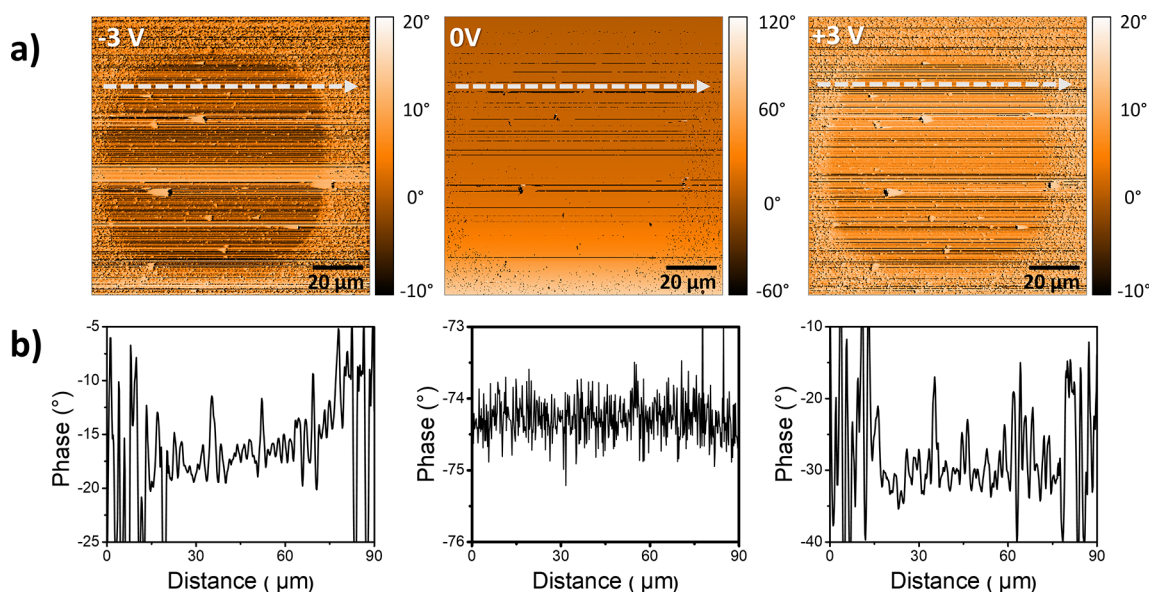 a)
-3 V
20°
10°
0°
-10°
20 µm
0V
120°
60°
0°
-60°
20 µm
+3 V
20°
10°
0°
-10°
20 µm
b)
Phase (°)
-5
-10
-15
-20
-25
0
30
60
90
Distance ( µm)
Phase (°)
-73
-74
-75
-76
0
30
60
90
Distance ( µm)
Phase (°)
-10
-20
-30
-40
0
30
60
90
Distance ( µm)